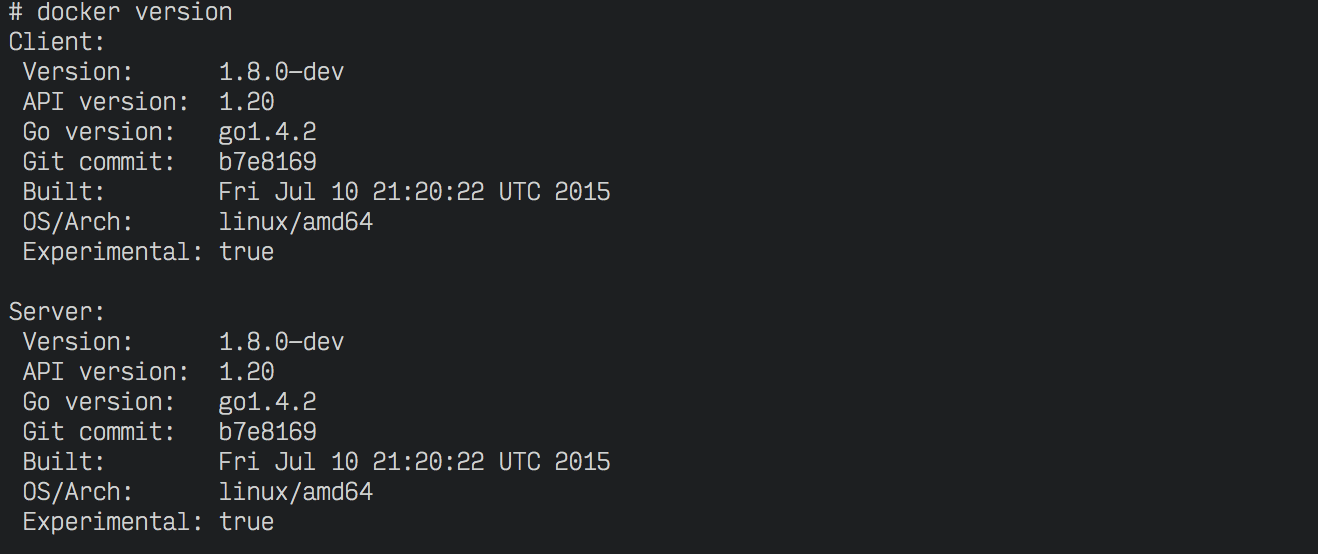 # docker version
Client:
 Version:      1.8.0-dev
 API version:  1.20
 Go version:   go1.4.2
 Git commit:   b7e8169
 Built:        Fri Jul 10 21:20:22 UTC 2015
 OS/Arch:      linux/amd64
 Experimental: true

Server:
 Version:      1.8.0-dev
 API version:  1.20
 Go version:   go1.4.2
 Git commit:   b7e8169
 Built:        Fri Jul 10 21:20:22 UTC 2015
 OS/Arch:      linux/amd64
 Experimental: true